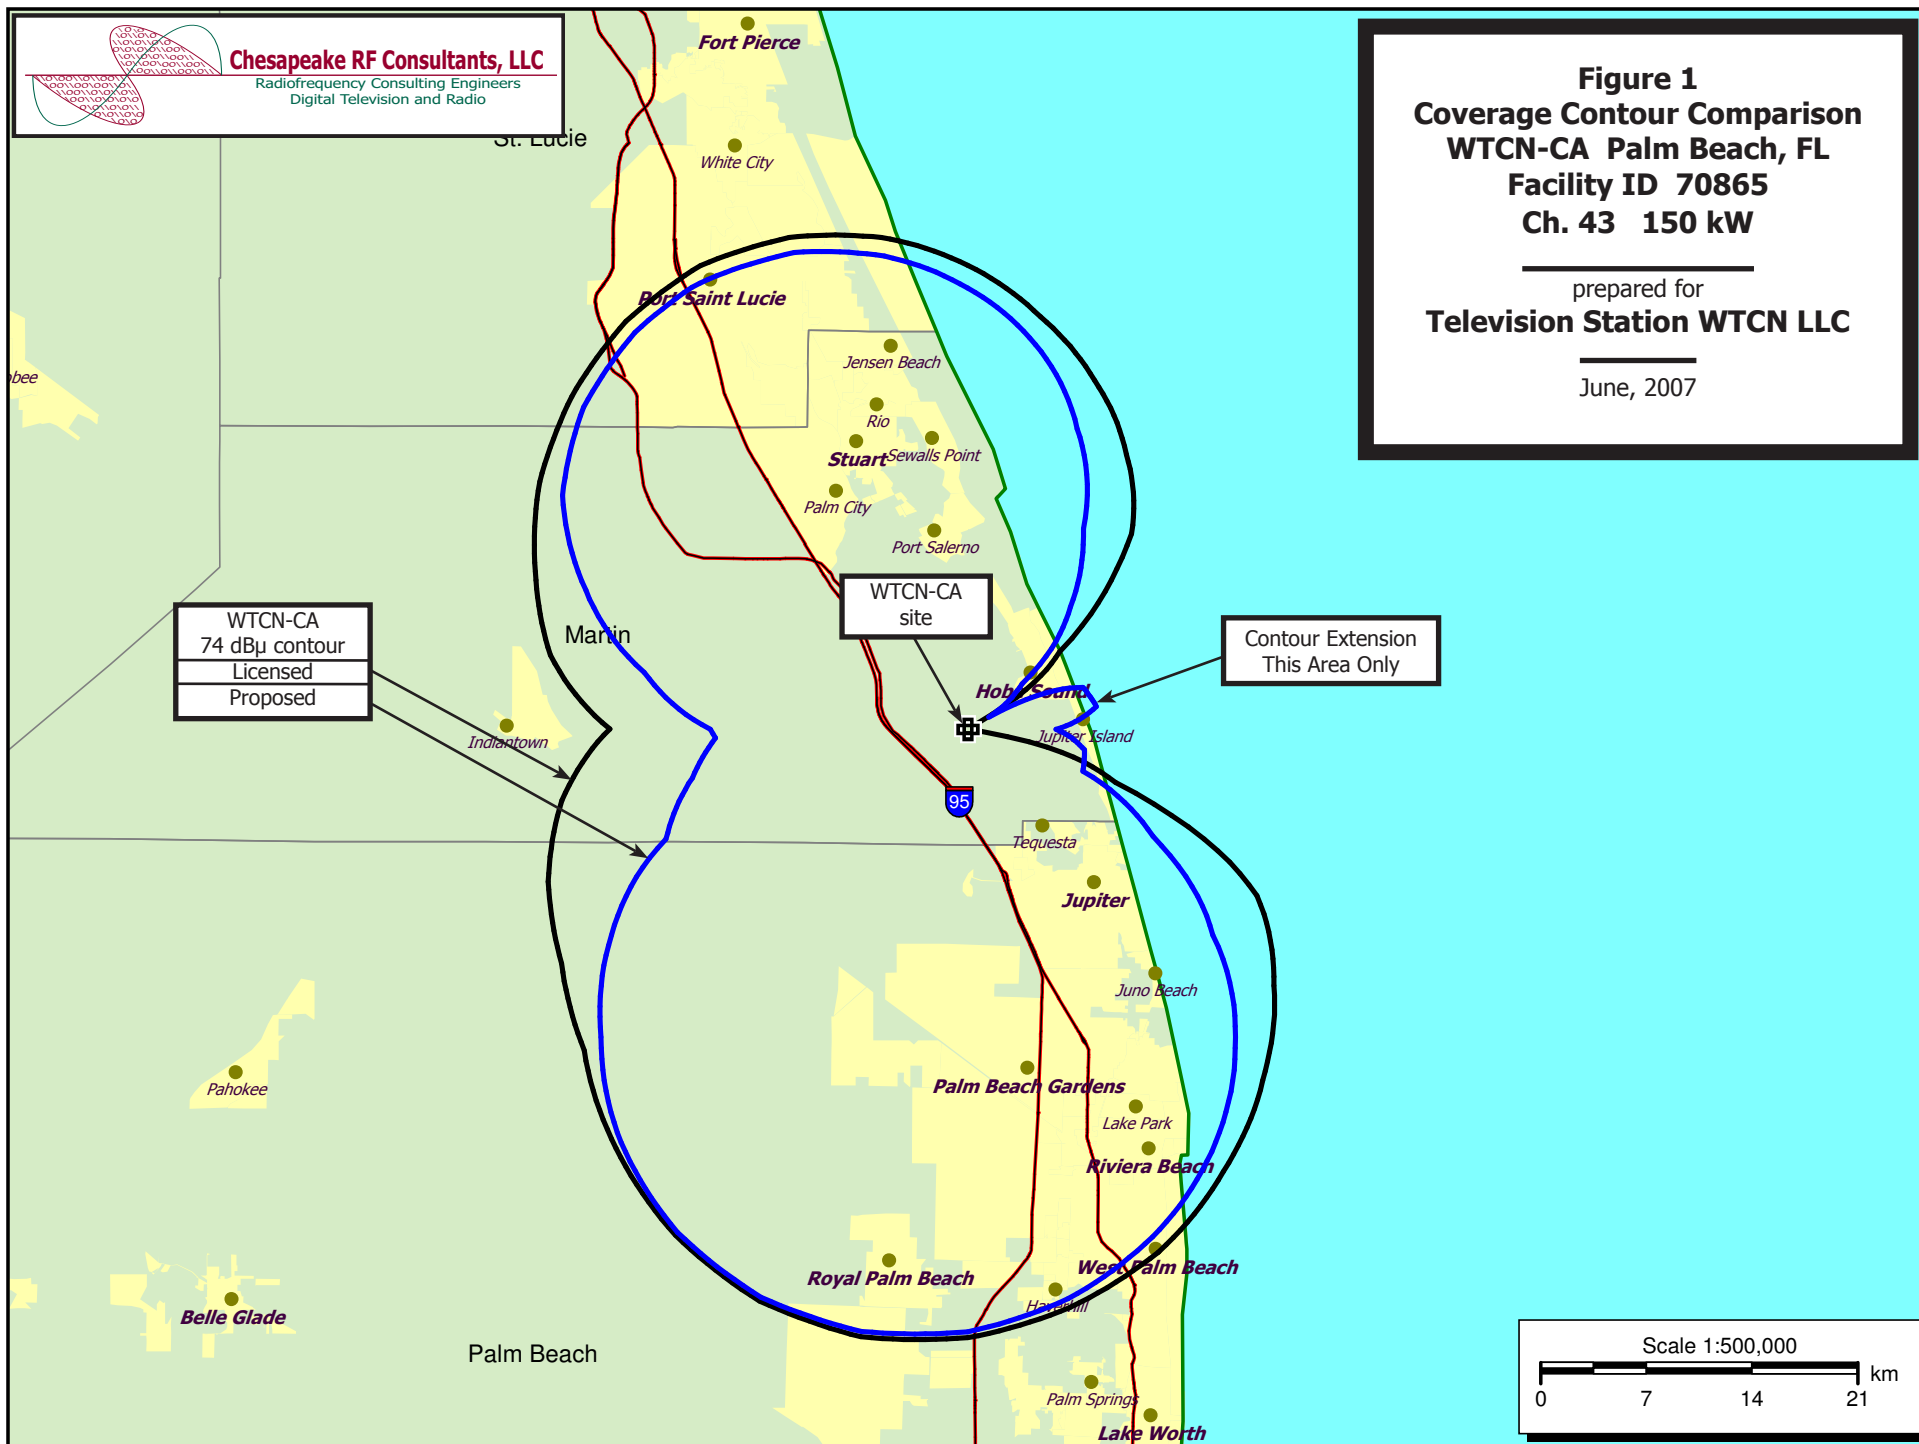 Chesapeake RF Consultants, LLC
Radiofrequency Consulting Engineers
Digital Television and Radio
Figure 1
Coverage Contour Comparison
WTCN-CA Palm Beach, FL
Facility ID 70865
Ch. 43 150 kW
prepared for
Television Station WTCN LLC
June, 2007
Fort Pierce
St. Lucie
White City
Port Saint Lucie
Jensen Beach
Rio
Stuart
Sewalls Point
Palm City
Port Salerno
WTCN-CA
site
WTCN-CA
74 dBµ contour
Licensed
Proposed
Martin
Contour Extension
This Area Only
Hobe Sound
Jupiter Island
Indiantown
95
Tequesta
Jupiter
Juno Beach
Pahokee
Palm Beach Gardens
Lake Park
Riviera Beach
Royal Palm Beach
West Palm Beach
Haverhill
Belle Glade
Palm Beach
Palm Springs
Lake Worth
Scale 1:500,000
km
0 7 14 21